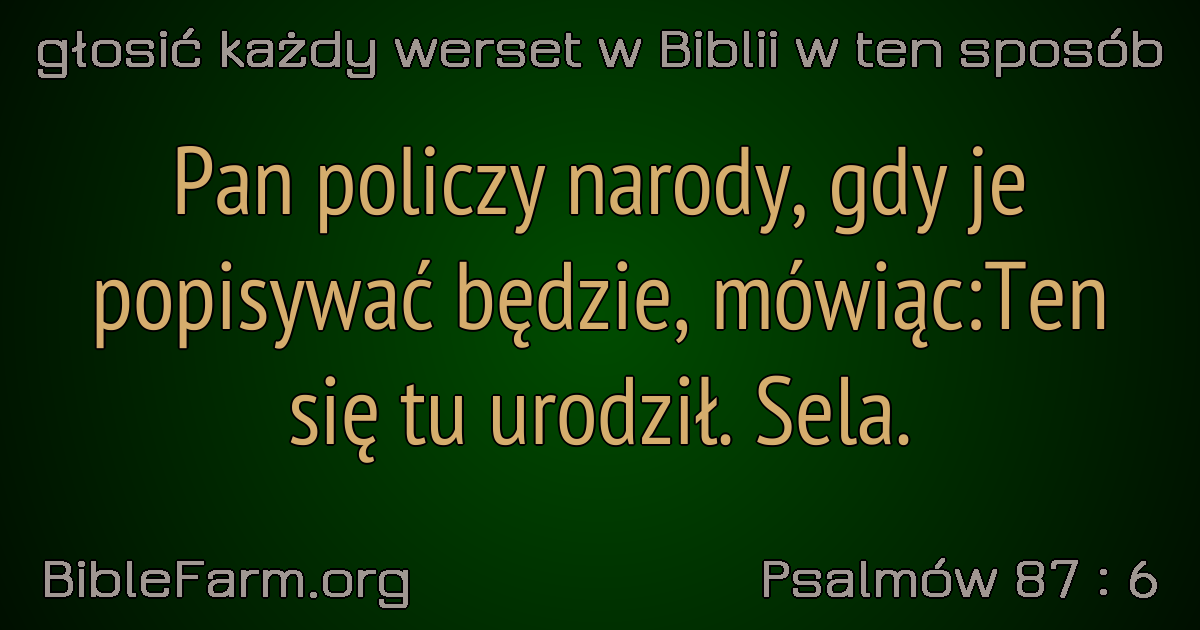 głosić każdy werset w Biblii w ten sposób
Pan policzy narody, gdy je
popisywać będzie, mówiąc:Ten
się tu urodził. Sela.
BibleFarm.org
Psalmów 87 : 6